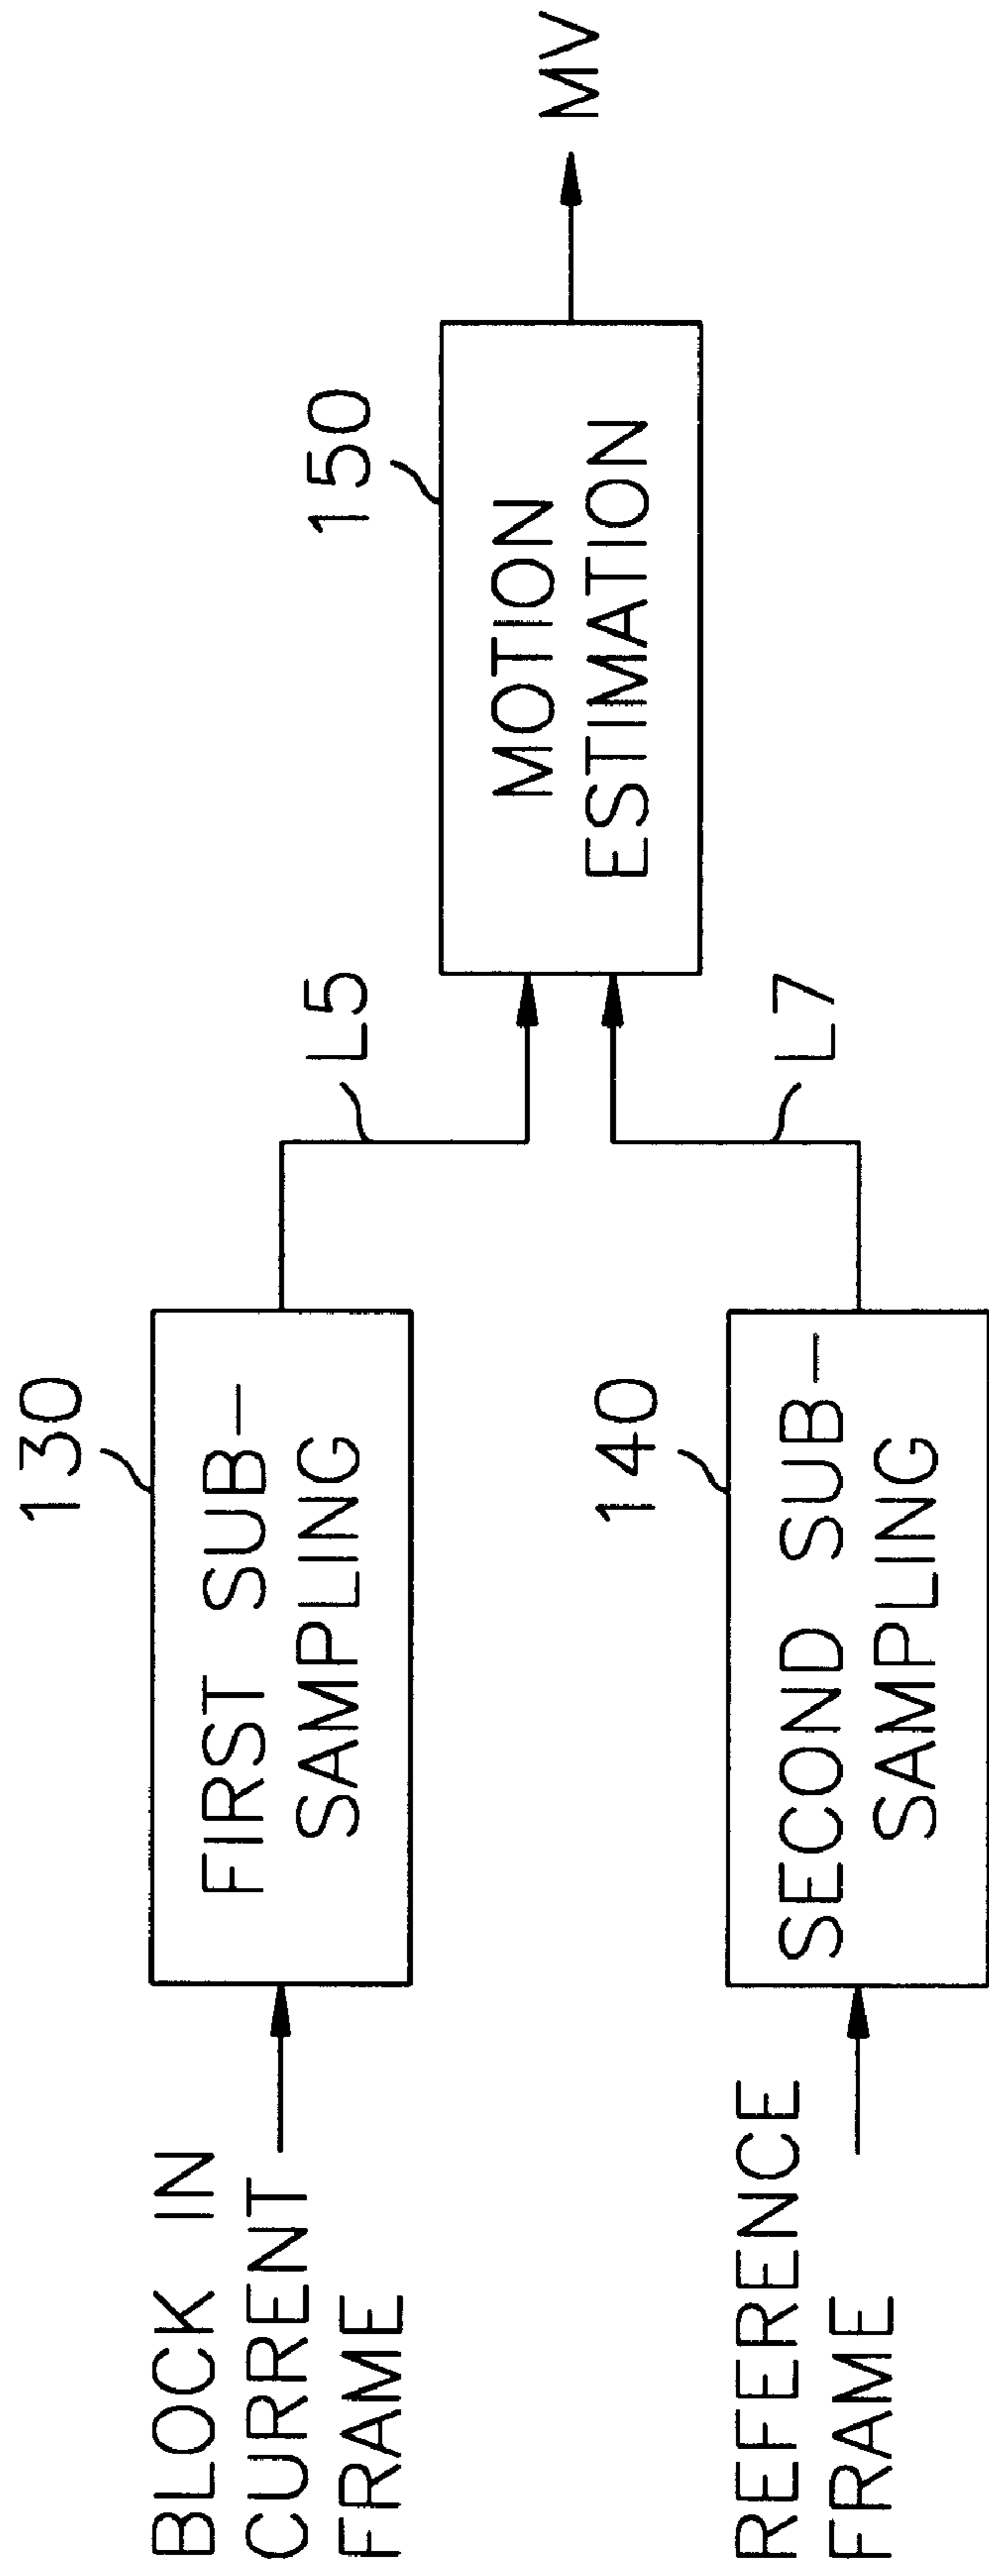 BLOCK IN
CURRENT
FRAME
130
FIRST SUB-
SAMPLING
L5
150
MOTION
ESTIMATION
MV
REFERENCE
FRAME
140
SECOND SUB-
SAMPLING
L7